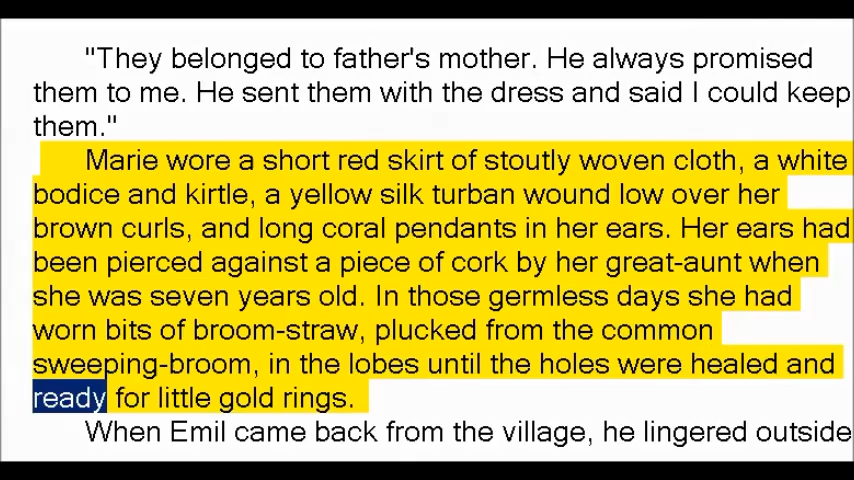 "They belonged to father's mother. He always promised
them to me. He sent them with the dress and said I could keep
them."
Marie wore a short red skirt of stoutly woven cloth, a white
bodice and kirtle, a yellow silk turban wound low over her
brown curls, and long coral pendants in her ears. Her ears had
been pierced against a piece of cork by her great-aunt when
she was seven years old. In those germless days she had
worn bits of broom-straw, plucked from the common
sweeping-broom, in the lobes until the holes were healed and
ready for little gold rings.
When Emil came back from the village, he lingered outside